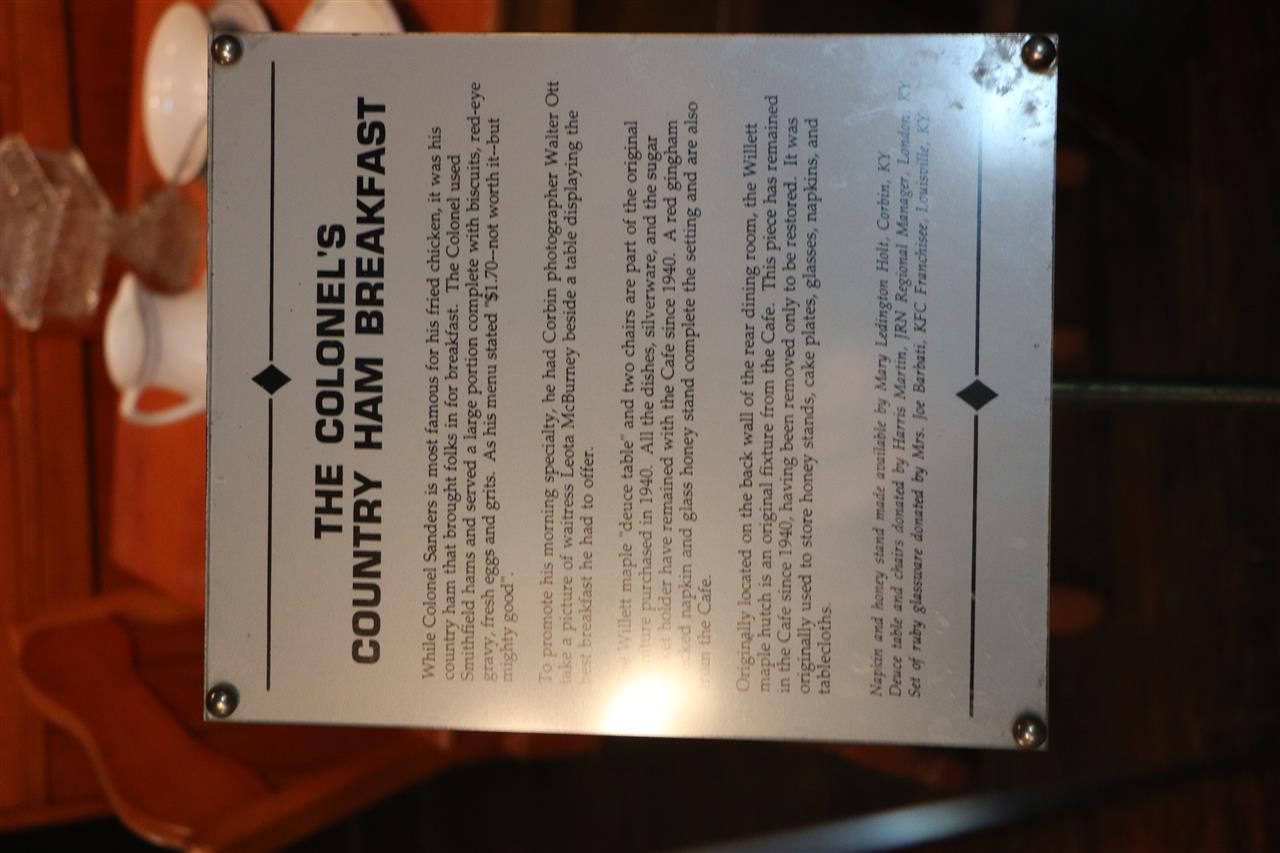 THE COLONEL'S
COUNTRY HAM BREAKFAST
While Colonel Sanders is most famous for his fried chicken, it was his
country ham that brought folks in for breakfast. The Colonel used
Smithfield hams and served a large portion complete with biscuits, red-eye
gravy, fresh eggs and grits. As his menu stated "$1.70--not worth it--but
mighty good".
To promote his morning specialty, he had Corbin photographer Walter Ott
take a picture of waitress Leota McBurney beside a table displaying the
best breakfast he had to offer.
Willett maple "deuce table" and two chairs are part of the original
purchased in 1940. All the dishes, silverware, and the sugar
holder have remained with the Cafe since 1940. A red gingham
napkin and glass honey stand complete the setting and are also
from the Cafe.
Originally located on the back wall of the rear dining room, the Willett
maple hutch is an original fixture from the Cafe. This piece has remained
in the Cafe since 1940, having been removed only to be restored. It was
originally used to store honey stands, cake plates, glasses, napkins, and
tablecloths.
Napkin and honey stand made available by Mary Ledington Holt, Corbin, KY
Deuce table and chairs donated by Harris Martin, JRN Regional Manager, London, KY
Set of ruby glassware donated by Mrs. Joe Barbati, KFC Franchisee, Louisville, KY